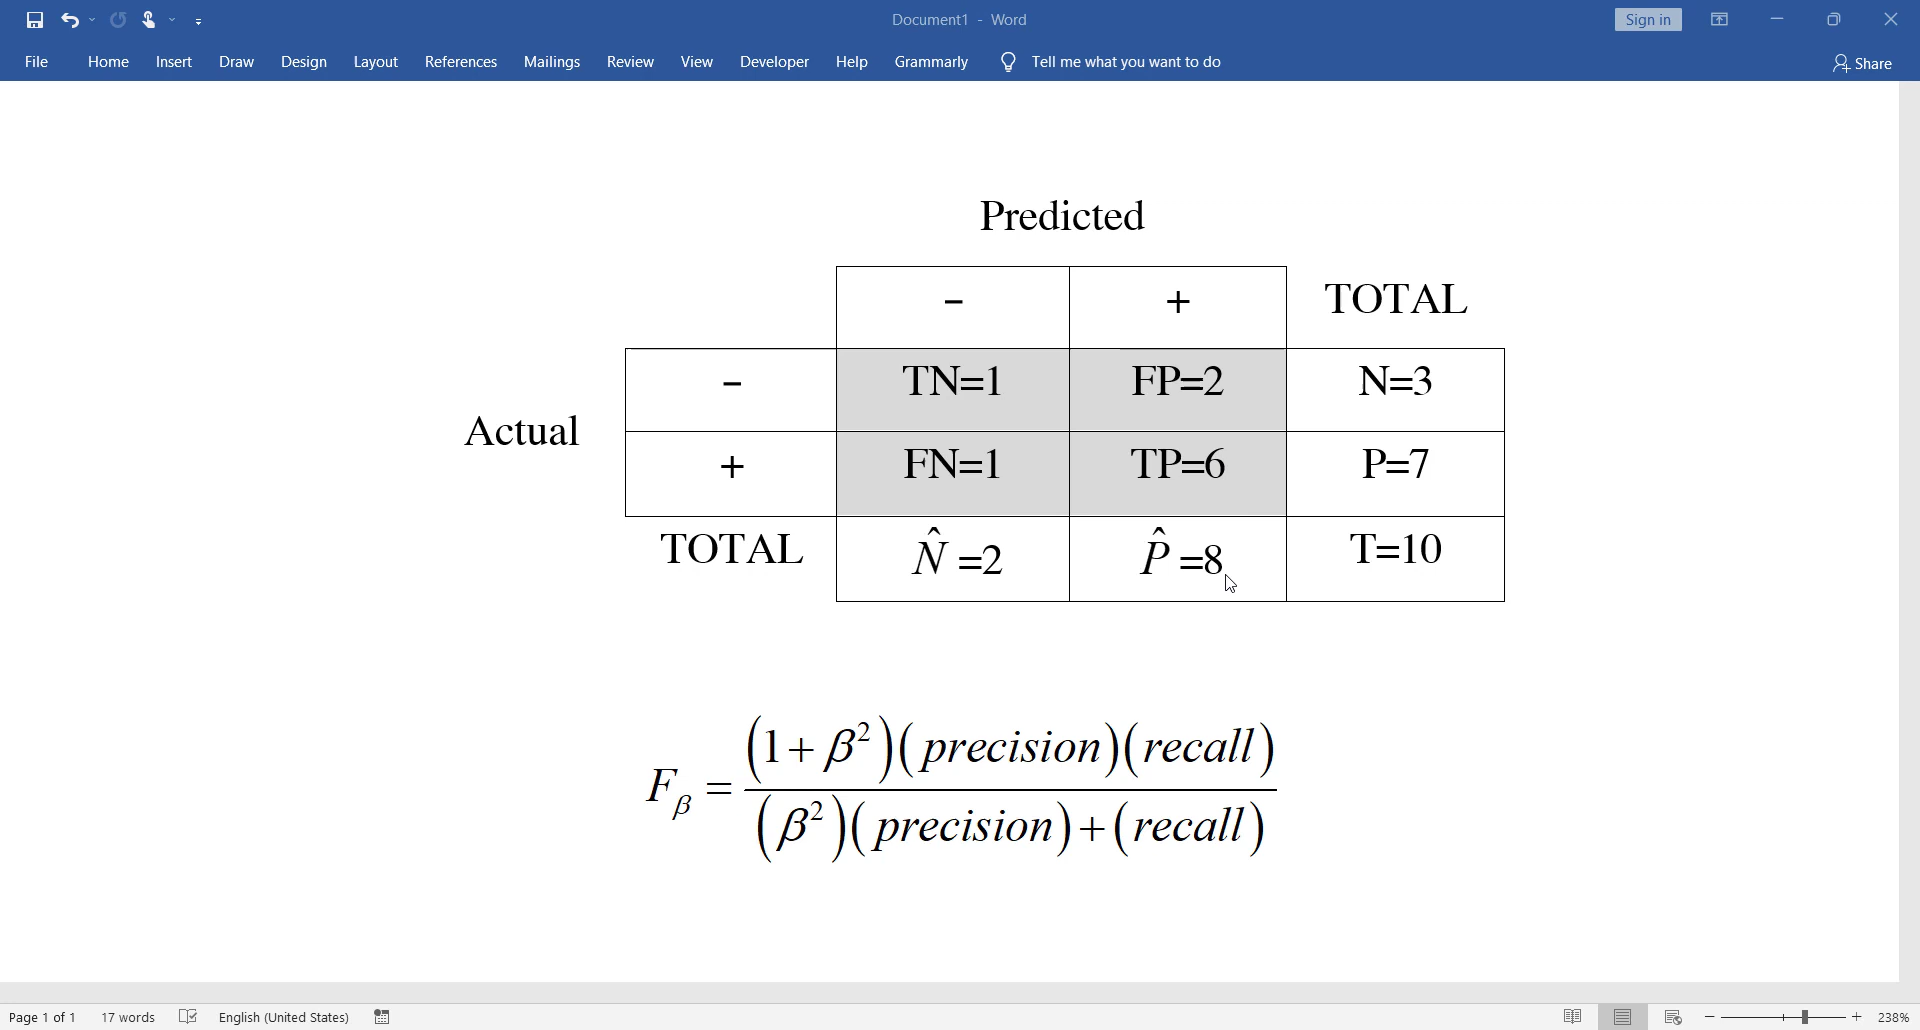 Document1 - Word
Sign in
File Home Insert Draw Design Layout References Mailings Review View Developer Help Grammarly Tell me what you want to do
Share
Predicted
- + TOTAL
- TN=1 FP=2 N=3
Actual
+ FN=1 TP=6 P=7
TOTAL N̂ =2 P̂ =8 T=10
F_β = ((1+β²)(precision)(recall)) / ((β²)(precision)+(recall))
Page 1 of 1 17 words English (United States) 238%